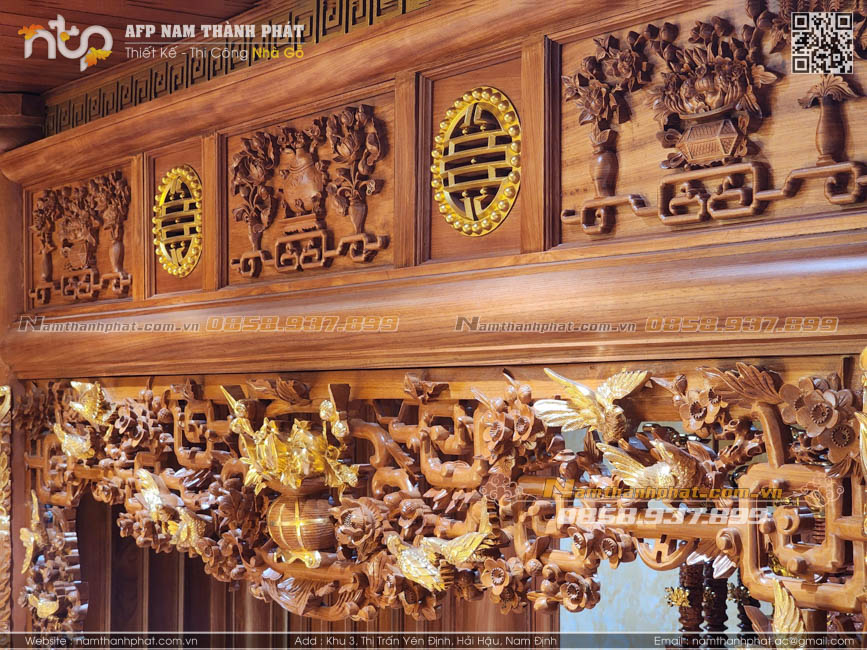 ntp
AFP NAM THÀNH PHÁT
Thiết Kế - Thi Công Nhà Gỗ
Namthanhphat.com.vn 0858.937.899
Namthanhphat.com.vn 0858.937.899
Namthanhphat.com.vn
0858.937.899
Website : namthanhphat.com.vn
Add : Khu 3, Thị Trấn Yên Định, Hải Hậu, Nam Định
Email : namthanhphat.ac@gmail.com